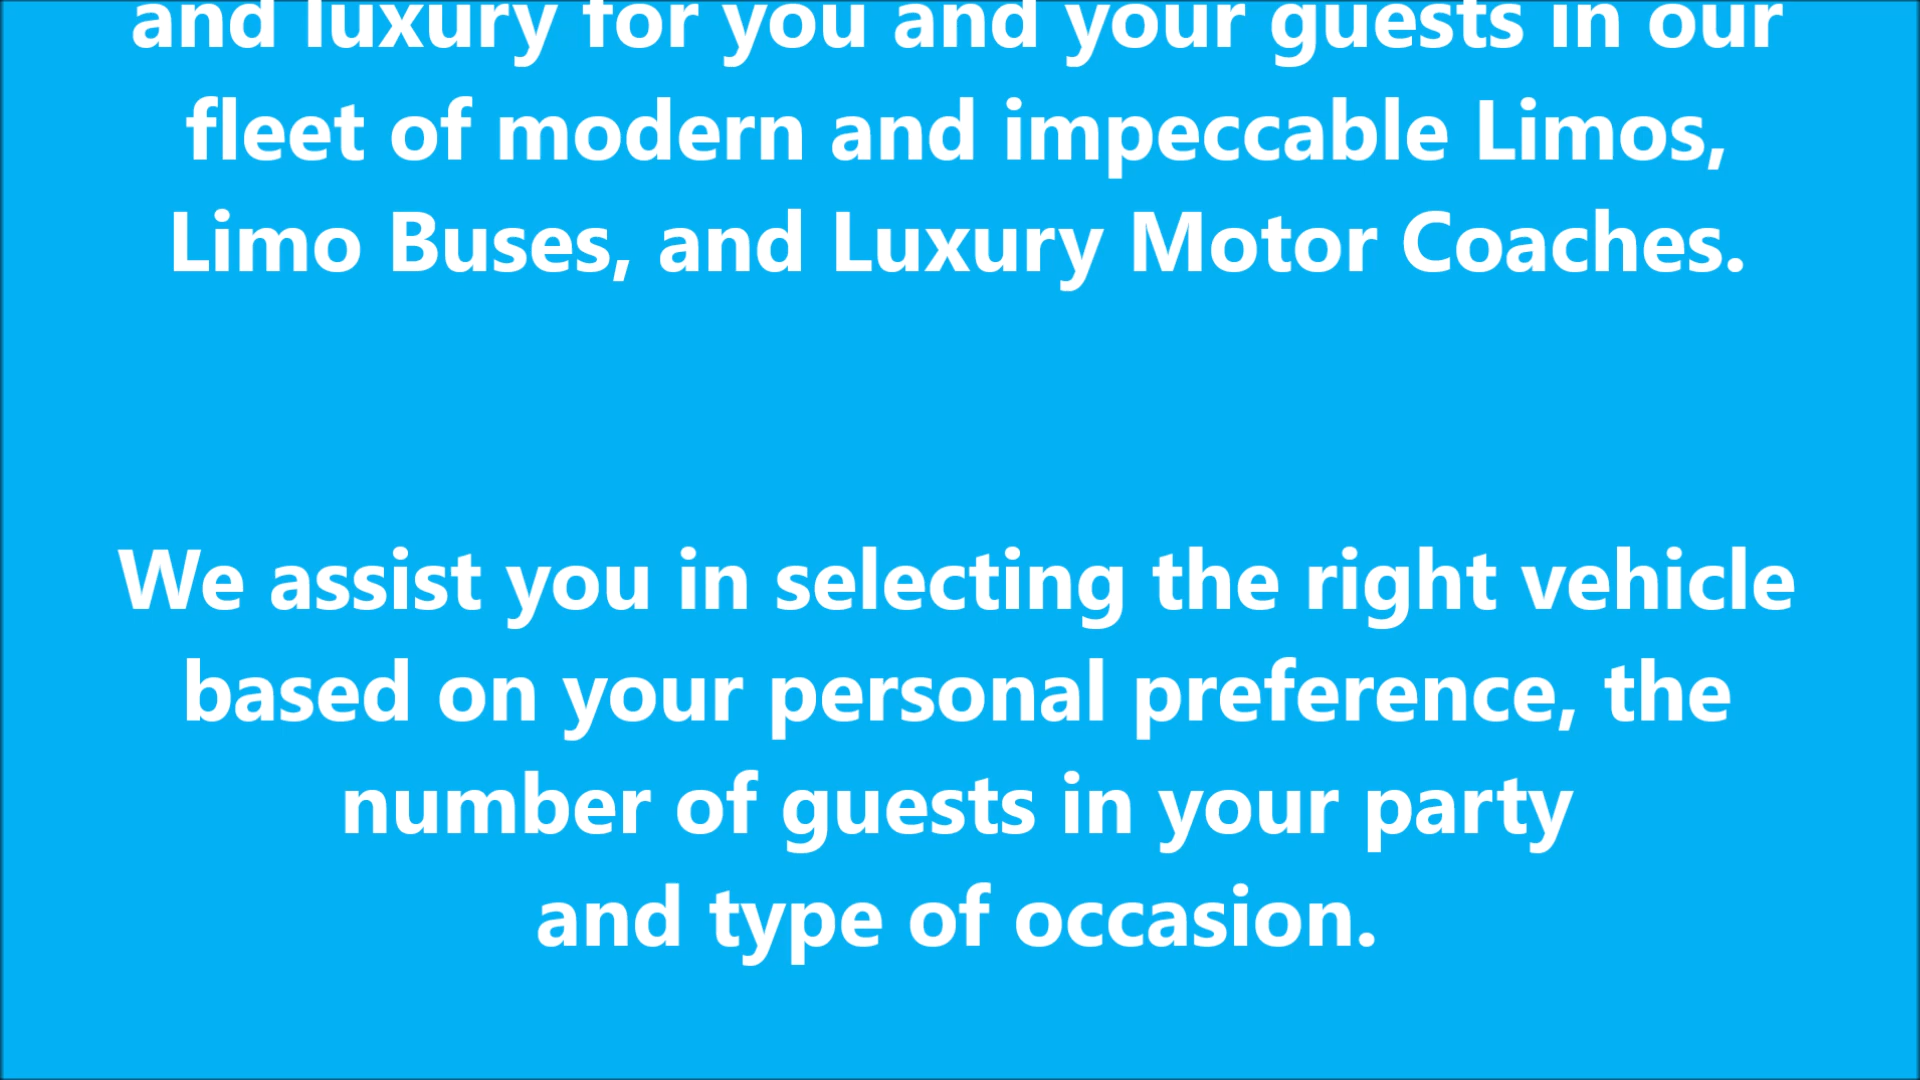 and luxury for you and your guests in our
fleet of modern and impeccable Limos,
Limo Buses, and Luxury Motor Coaches.
We assist you in selecting the right vehicle
based on your personal preference, the
number of guests in your party
and type of occasion.